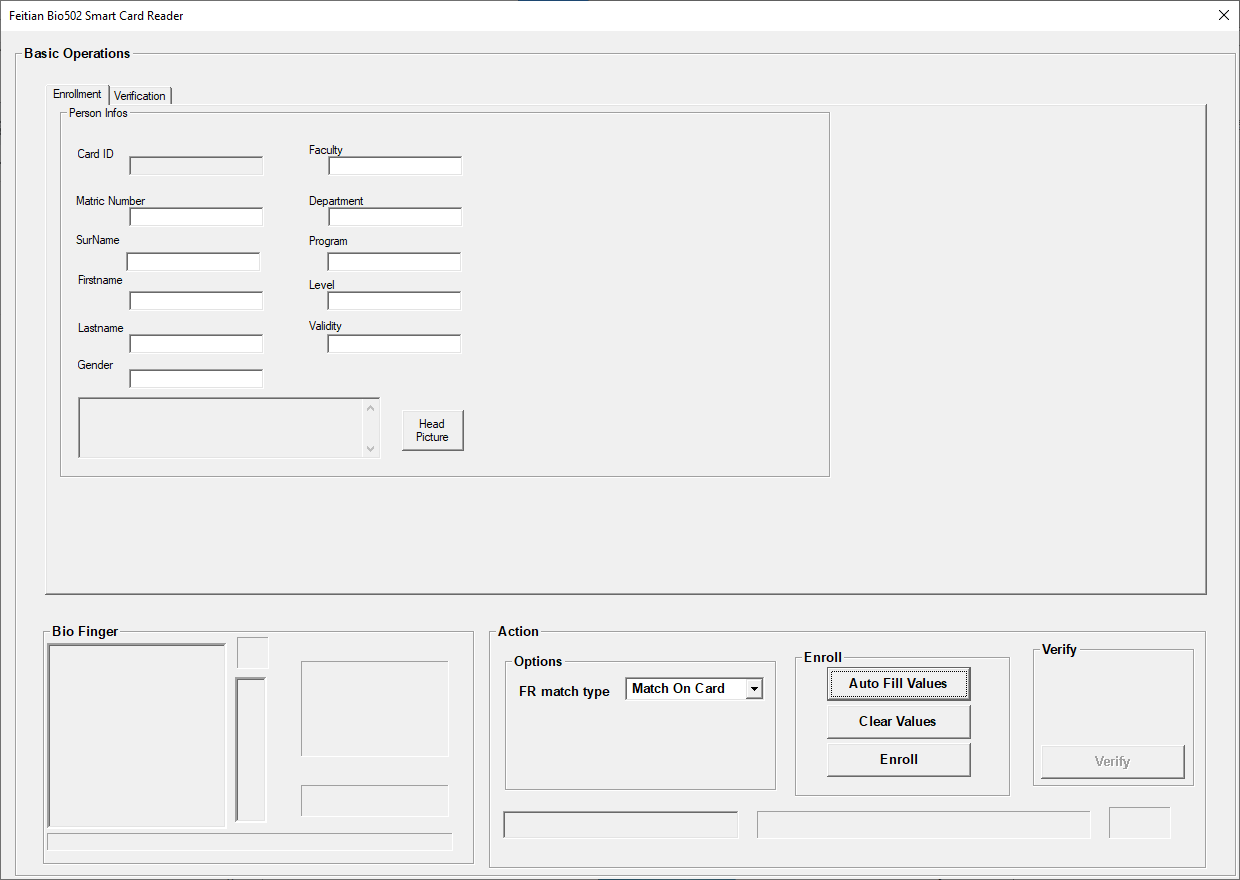 Feitian Bio502 Smart Card Reader
Basic Operations
Enrollment
Verification
Person Infos
Card ID
Faculty
Matric Number
Department
SurName
Program
Firstname
Level
Lastname
Validity
Gender
Head
Picture
Bio Finger
Action
Options
FR match type
Match On Card
Enroll
Auto Fill Values
Clear Values
Enroll
Verify
Verify